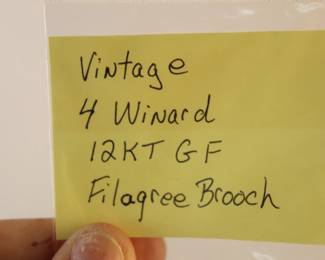 Vintage
4 Winard
12KT GF
Filagree Brooch